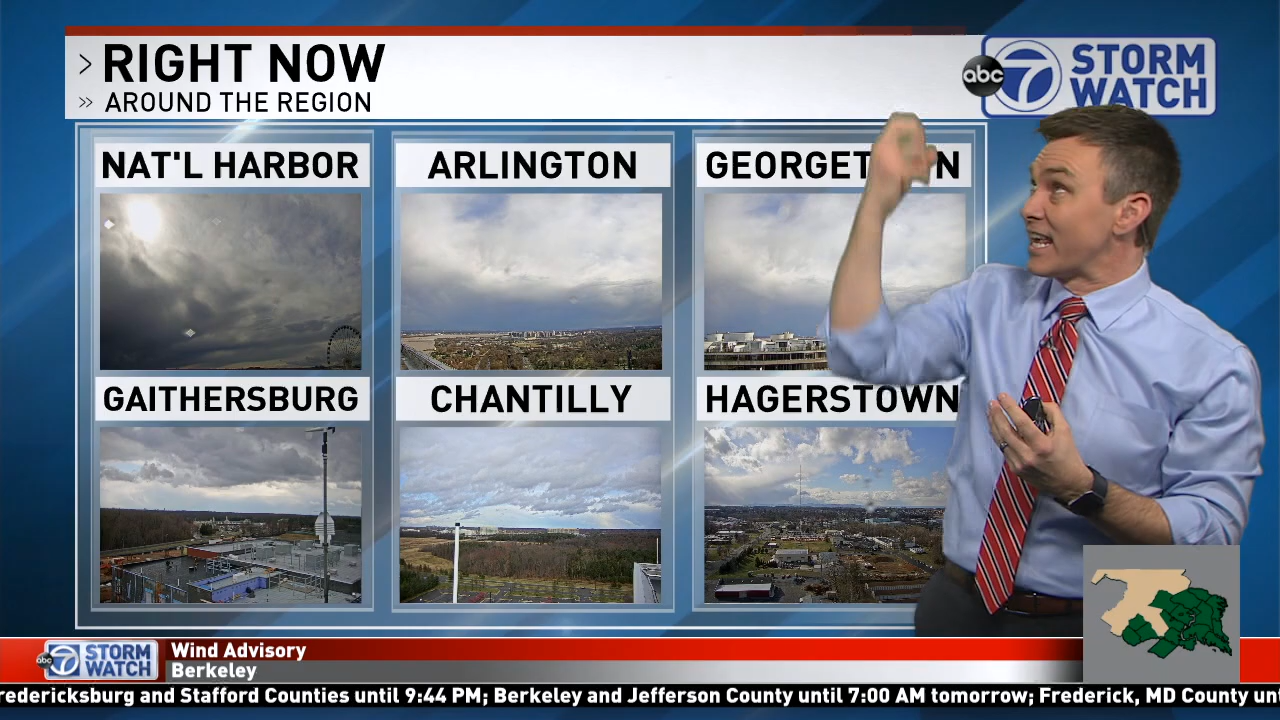 > RIGHT NOW
» AROUND THE REGION
abc 7 STORM WATCH
NAT'L HARBOR
ARLINGTON
GAITHERSBURG
CHANTILLY
HAGERSTOWN
abc 7 STORM WATCH
Wind Advisory
Berkeley
redericksburg and Stafford Counties until 9:44 PM; Berkeley and Jefferson County until 7:00 AM tomorrow; Frederick, MD County unt